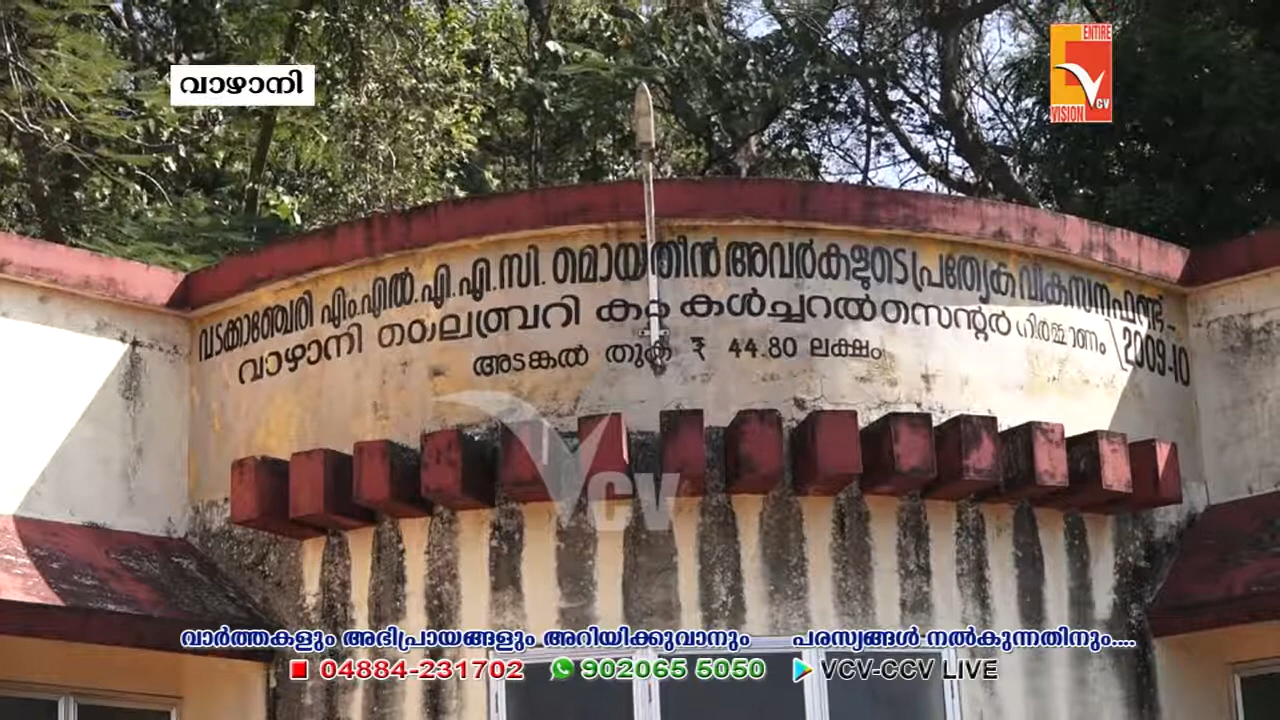 വാഴാനി
ENTIRE
VCV
VISION
വടക്കാഞ്ചേരി എം.എൽ.എ.എ.സി. മൊയ്തീൻ അവർകളുടെ പ്രത്യേക വികസനഫണ്ട് -
വാഴാനി ലൈബ്രറി കം കൾച്ചറൽ സെന്റർ നിർമ്മാണം \ 2009-10
അടങ്കൽ തുക ₹ 44.80 ലക്ഷം
VCV
വാർത്തകളും അഭിപ്രായങ്ങളും അറിയിക്കുവാനും പരസ്യങ്ങൾ നൽകുന്നതിനും....
04884-231702 902065 5050 VCV-CCV LIVE